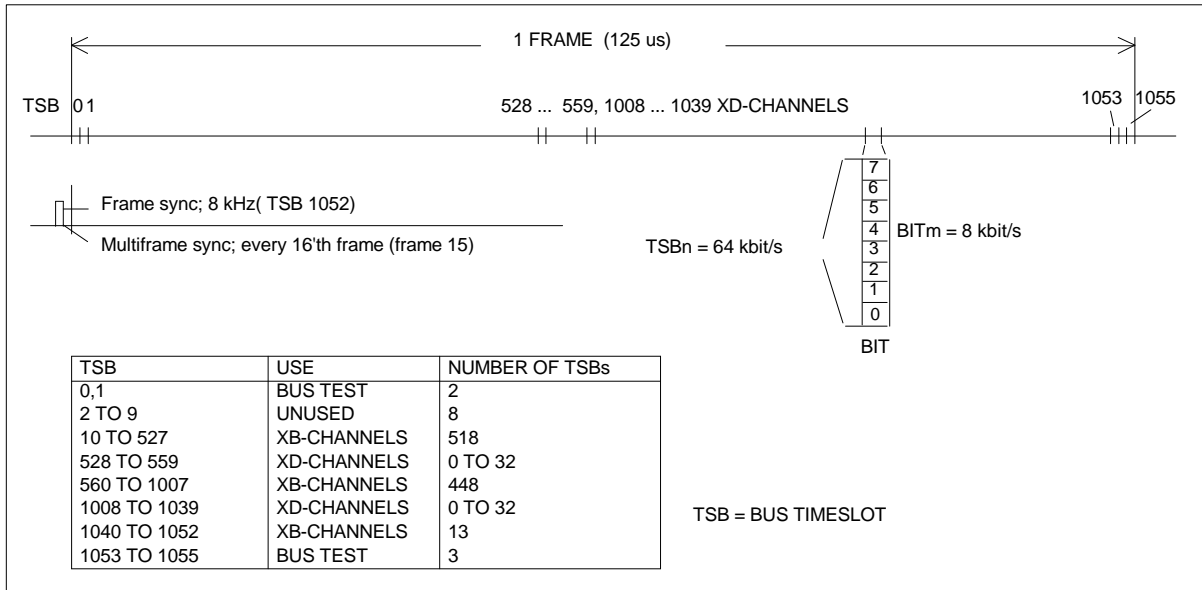 1 FRAME (125 us)
TSB 0 1 528 ... 559, 1008 ... 1039 XD-CHANNELS 1053 1055
Frame sync; 8 kHz( TSB 1052)
Multiframe sync; every 16'th frame (frame 15)
TSBn = 64 kbit/s
7
6
5
4
3
2
1
0
BITm = 8 kbit/s
BIT
TSB USE NUMBER OF TSBs
0,1 BUS TEST 2
2 TO 9 UNUSED 8
10 TO 527 XB-CHANNELS 518
528 TO 559 XD-CHANNELS 0 TO 32
560 TO 1007 XB-CHANNELS 448
1008 TO 1039 XD-CHANNELS 0 TO 32
1040 TO 1052 XB-CHANNELS 13
1053 TO 1055 BUS TEST 3
TSB = BUS TIMESLOT